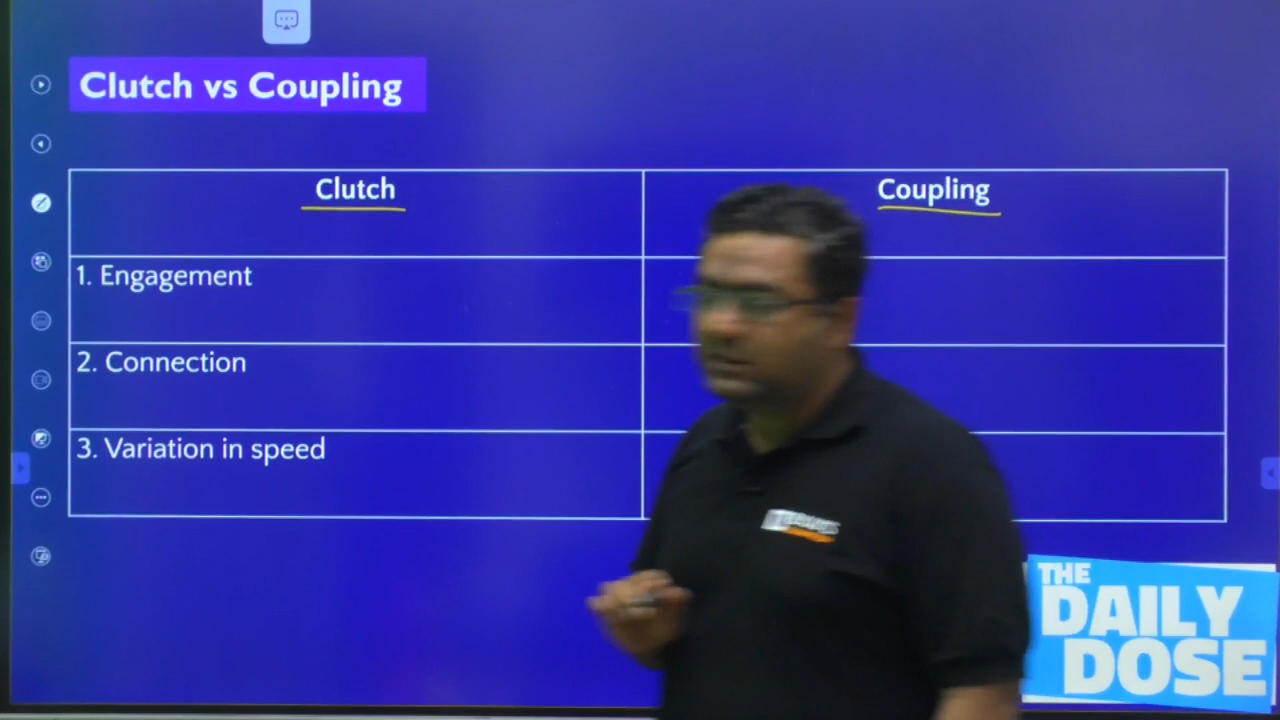 Clutch vs Coupling
Clutch
Coupling
1. Engagement
2. Connection
3. Variation in speed
THE
DAILY
DOSE